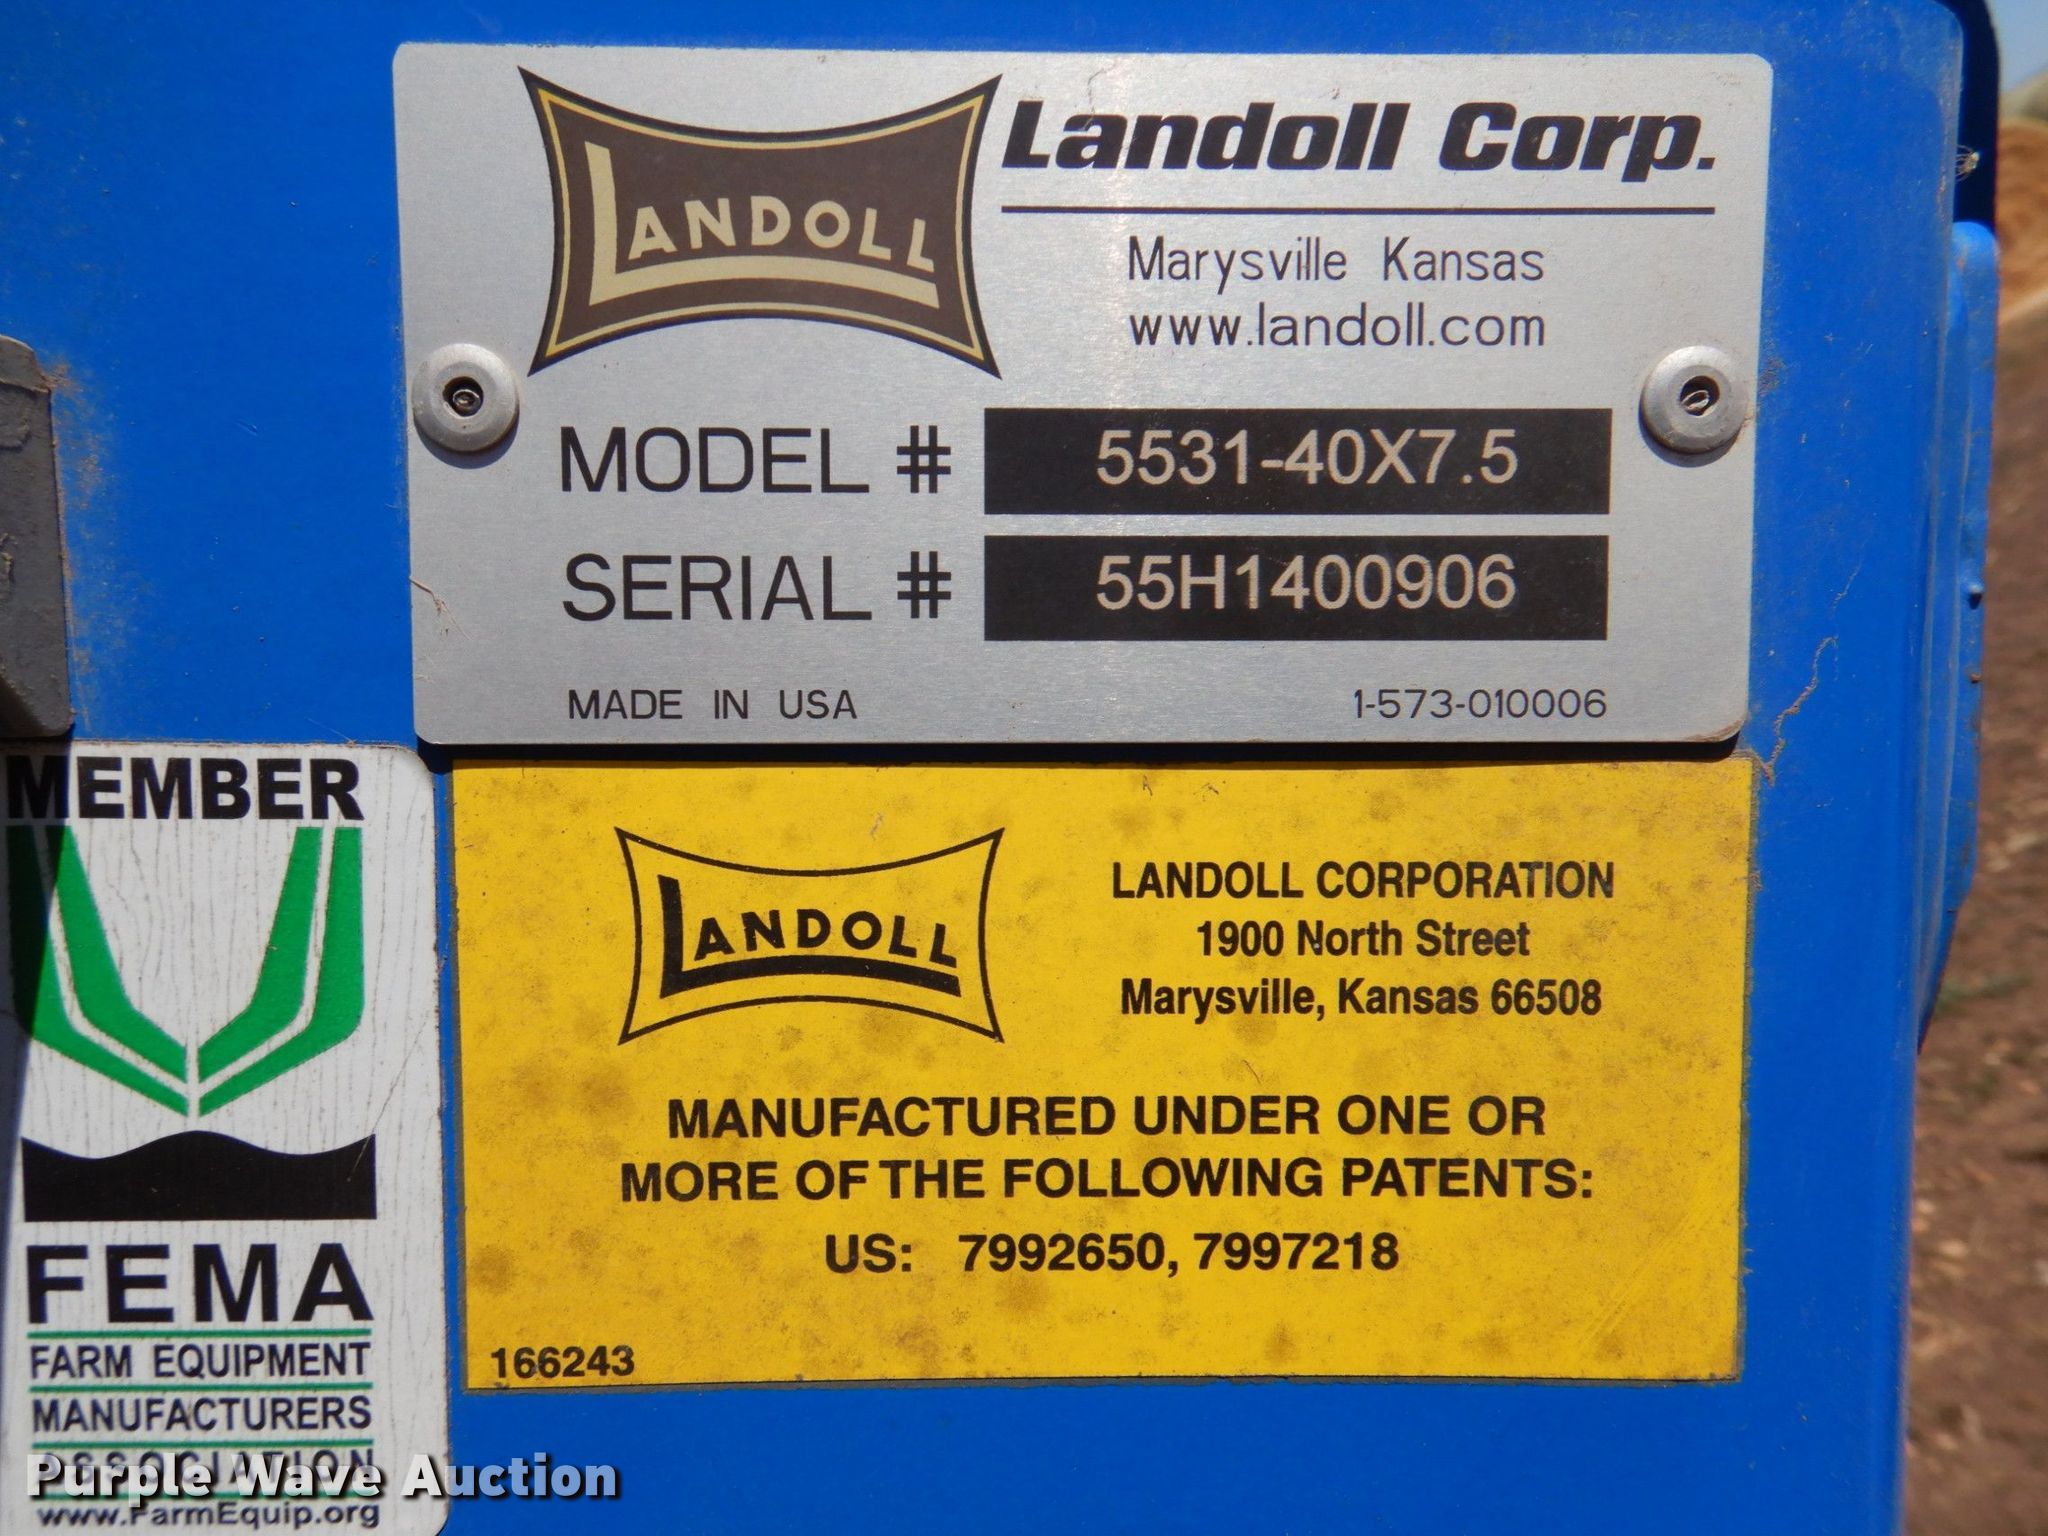 LANDOLL
Landoll Corp.
Marysville Kansas
www.landoll.com
MODEL # 5531-40X7.5
SERIAL # 55H1400906
MADE IN USA 1-573-010006
MEMBER
FEMA
FARM EQUIPMENT
MANUFACTURERS
ASSOCIATION
www.FarmEquip.org
LANDOLL
LANDOLL CORPORATION
1900 North Street
Marysville, Kansas 66508
MANUFACTURED UNDER ONE OR
MORE OF THE FOLLOWING PATENTS:
US: 7992650, 7997218
166243
Purple Wave Auction